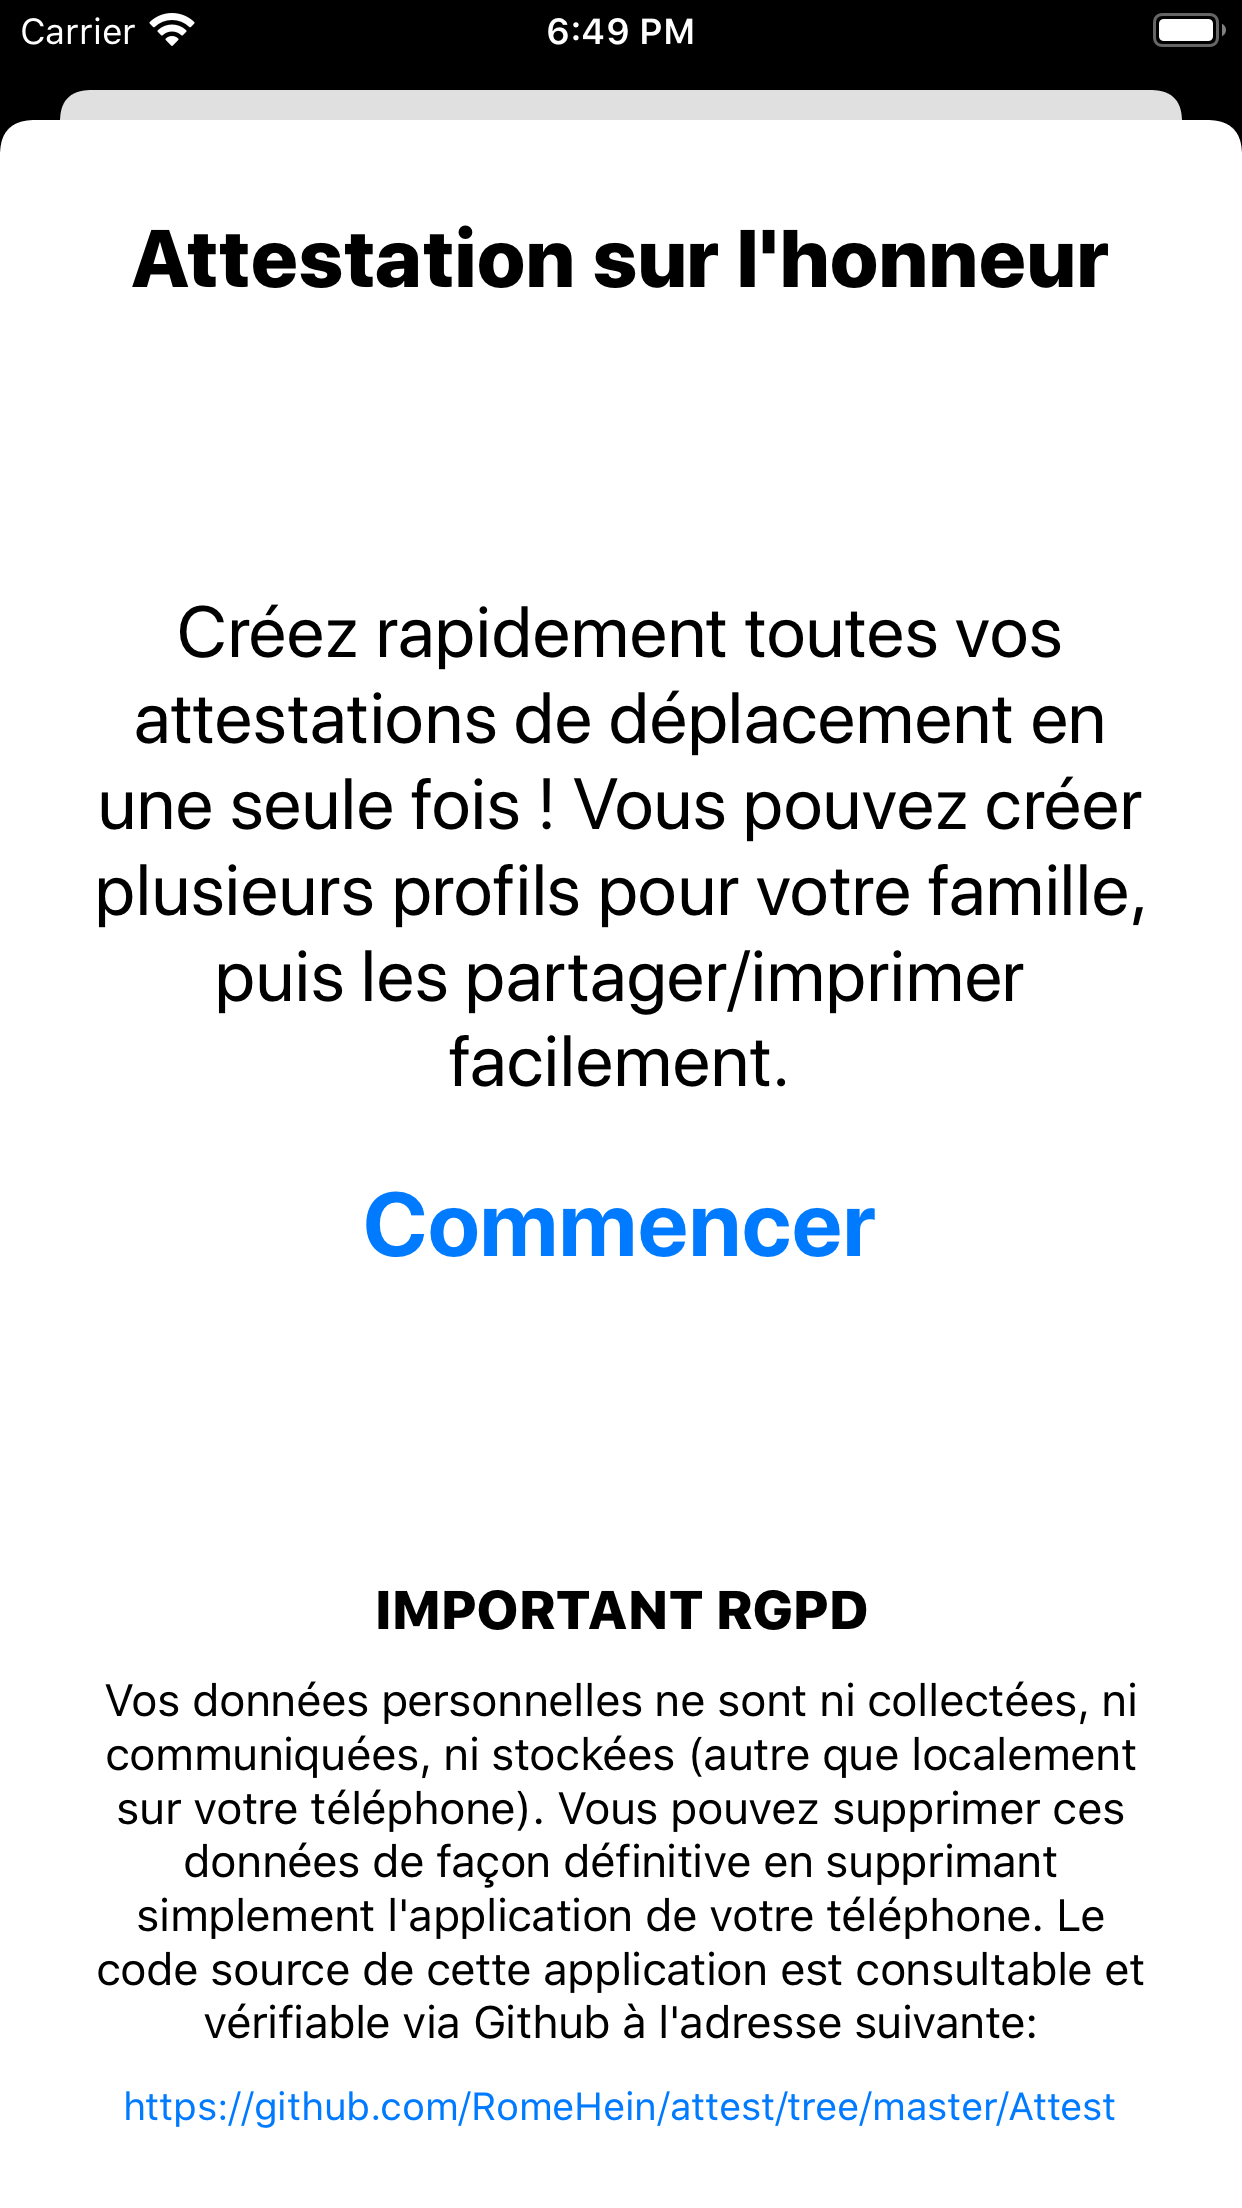 Carrier 6:49 PM
Attestation sur l'honneur
Créez rapidement toutes vos
attestations de déplacement en
une seule fois ! Vous pouvez créer
plusieurs profils pour votre famille,
puis les partager/imprimer
facilement.
Commencer
IMPORTANT RGPD
Vos données personnelles ne sont ni collectées, ni
communiquées, ni stockées (autre que localement
sur votre téléphone). Vous pouvez supprimer ces
données de façon définitive en supprimant
simplement l'application de votre téléphone. Le
code source de cette application est consultable et
vérifiable via Github à l'adresse suivante:
https://github.com/RomeHein/attest/tree/master/Attest